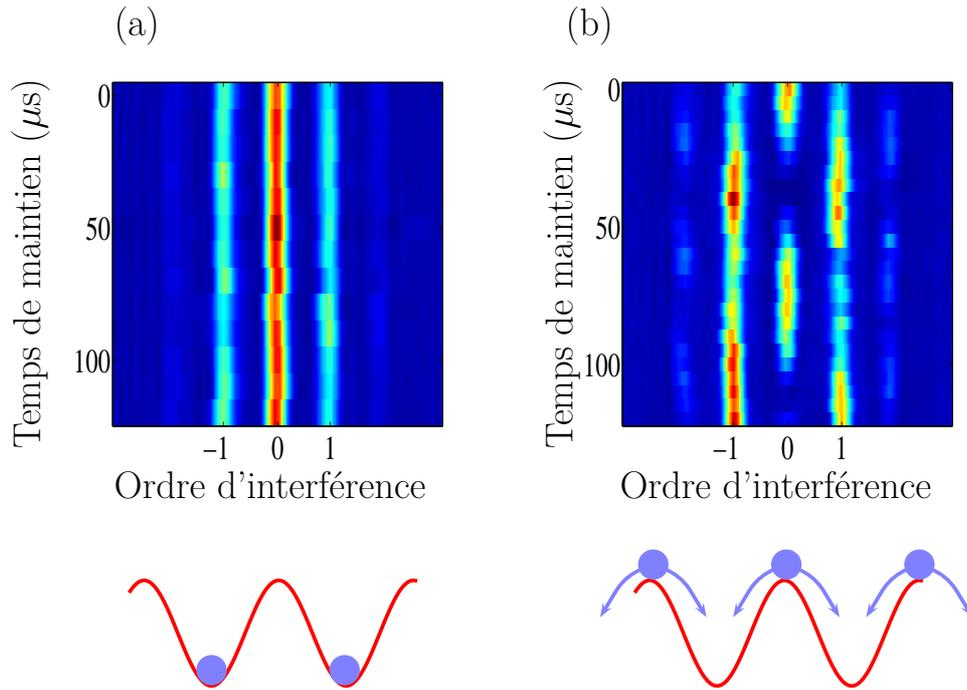 (a)
Temps de maintien (µs)
0
50
100
−1 0 1
Ordre d'interférence
(b)
Temps de maintien (µs)
0
50
100
−1 0 1
Ordre d'interférence